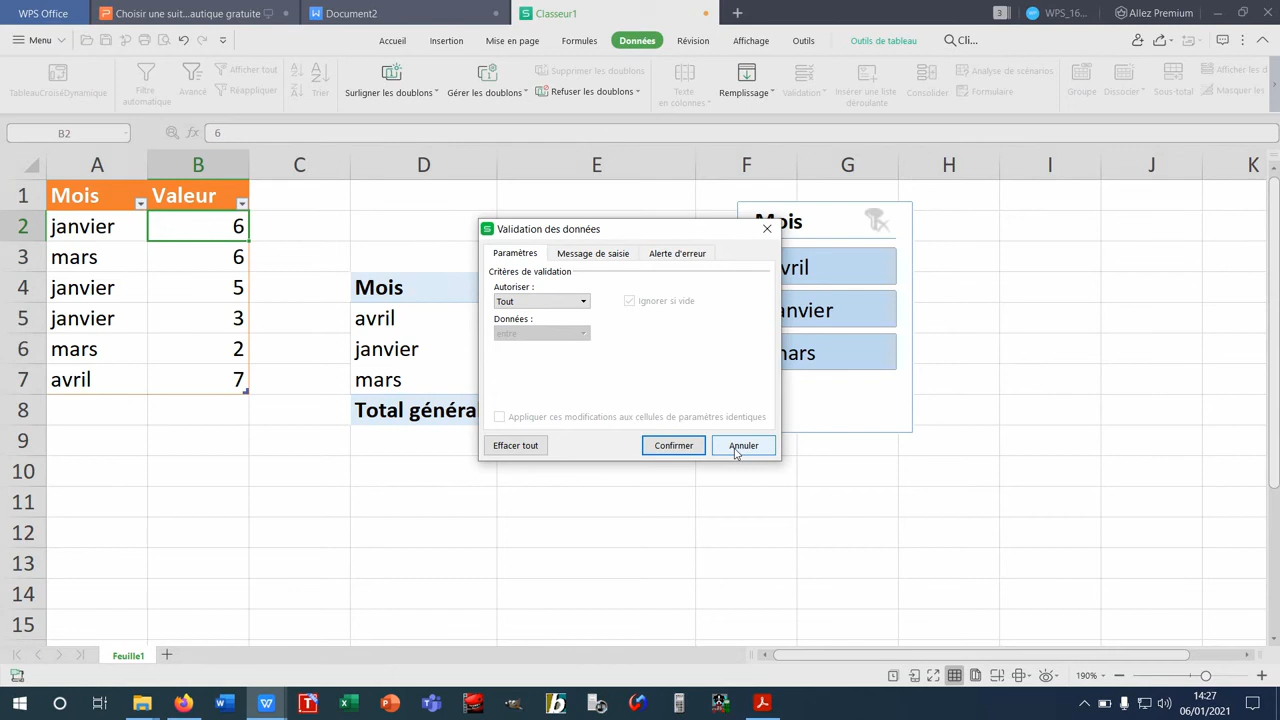 WPS Office
Choisir une suit...autique gratuite
Document2
Classeur1
3
WPS_16...
Allez Premium
Menu
Accueil
Insertion
Mise en page
Formules
Données
Révision
Affichage
Outils
Outils de tableau
Cli...
TableauCroiséDynamique
Filtre
automatique
Avancé
Afficher tout
Réappliquer
Trier
Surligner les doublons
Gérer les doublons
Supprimer les doublons
Refuser les doublons
Texte
en colonnes
Remplissage
Validation
Insérer une liste
déroulante
Consolider
Analyse de scénarios
Formulaire
Groupe
Dissocier
Sous-total
Afficher les d
Masquer les
B2
fx
6
A B C D E F G H I J K
1 Mois Valeur
2 janvier 6
3 mars 6
4 janvier 5 Mois
5 janvier 3 avril
6 mars 2 janvier
7 avril 7 mars
8 Total généra
9
10
11
12
13
14
15
Mois
vril
anvier
nars
Validation des données
Paramètres
Message de saisie
Alerte d'erreur
Critères de validation
Autoriser :
Tout
Ignorer si vide
Données :
entre
Appliquer ces modifications aux cellules de paramètres identiques
Effacer tout
Confirmer
Annuler
Feuille1
190%
14:27
06/01/2021